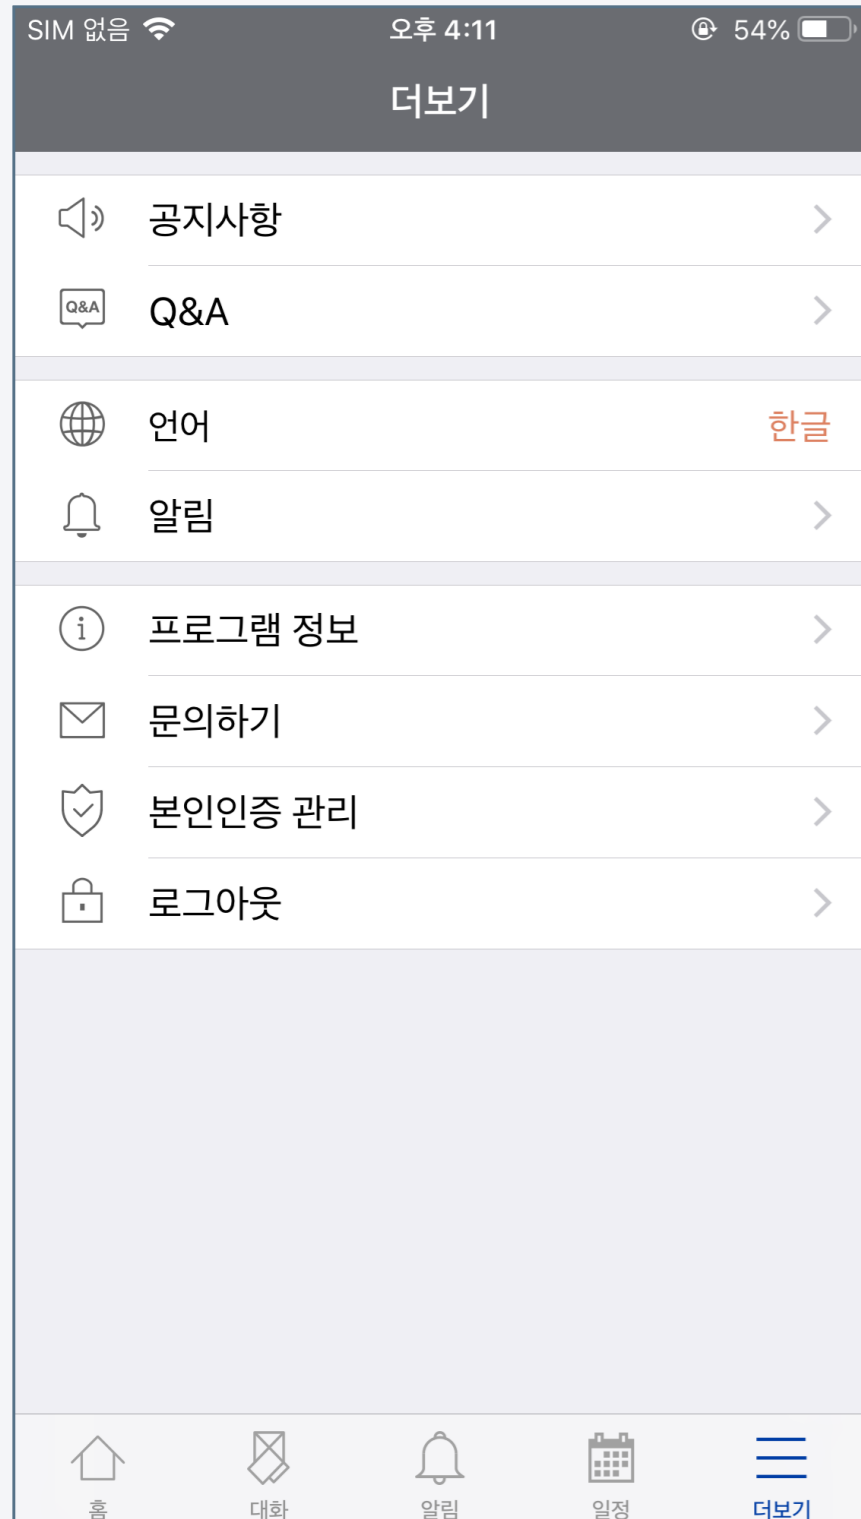 SIM 없음 오후 4:11 54%
더보기
공지사항
Q&A Q&A
언어 한글
알림
프로그램 정보
문의하기
본인인증 관리
로그아웃
홈 대화 알림 일정 더보기